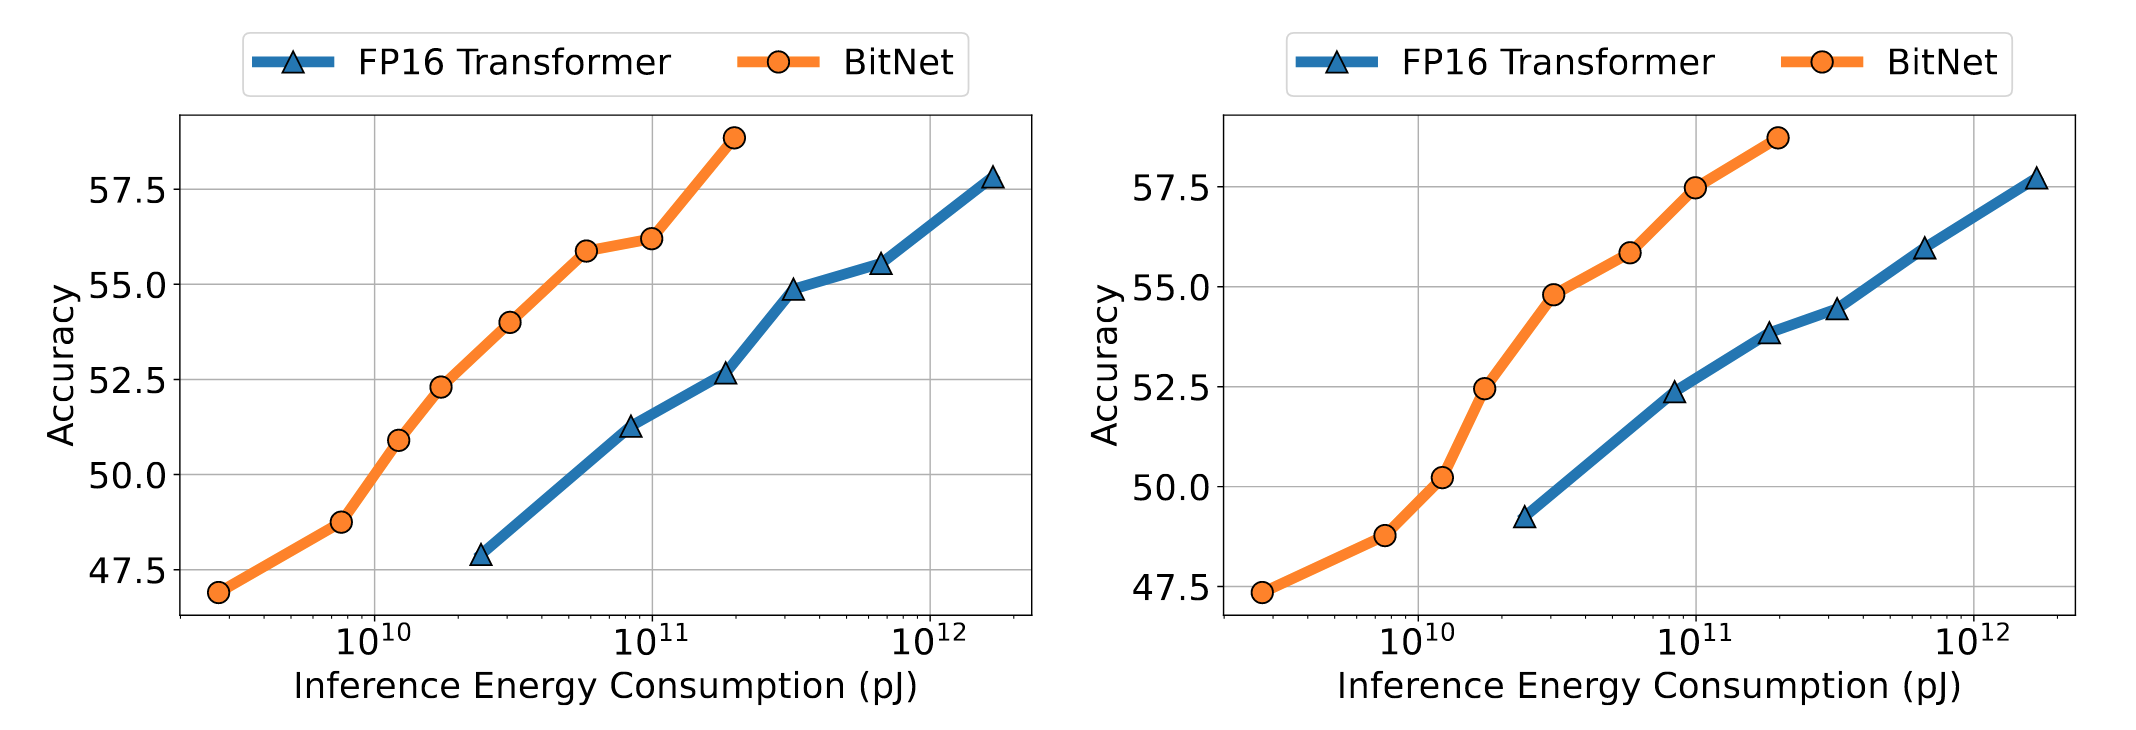 FP16 Transformer BitNet
57.5
55.0
52.5
50.0
47.5
Accuracy
10^10 10^11 10^12
Inference Energy Consumption (pJ)
FP16 Transformer BitNet
57.5
55.0
52.5
50.0
47.5
Accuracy
10^10 10^11 10^12
Inference Energy Consumption (pJ)